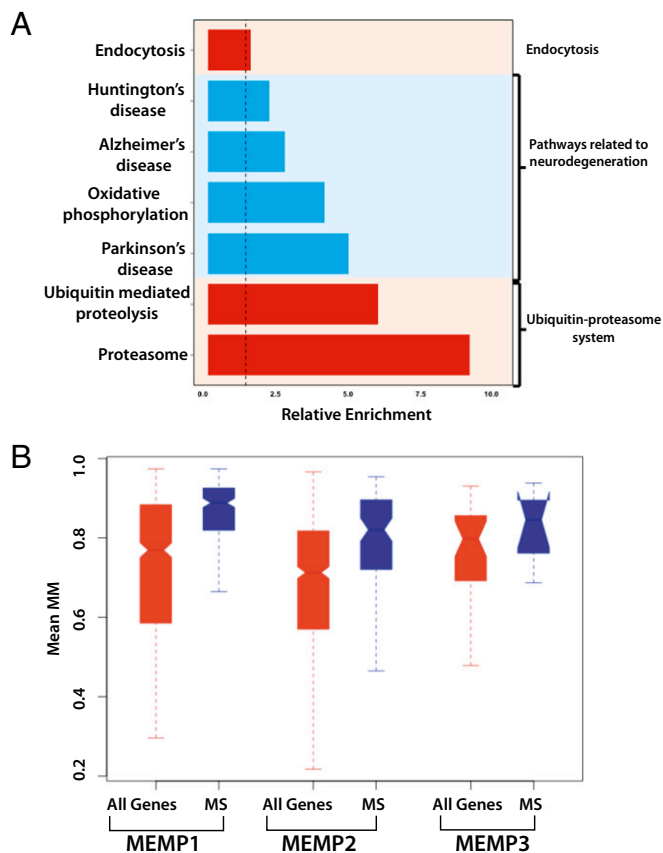 A
Endocytosis
Endocytosis
Huntington's
disease
Alzheimer's
disease
Oxidative
phosphorylation
Parkinson's
disease
Pathways related to
neurodegeneration
Ubiquitin mediated
proteolysis
Proteasome
Ubiquitin-proteasome
system
0.0 2.5 5.0 7.5 10.0
Relative Enrichment
B
1.0
0.8
0.6
0.4
0.2
Mean MM
All Genes MS All Genes MS All Genes MS
MEMP1 MEMP2 MEMP3